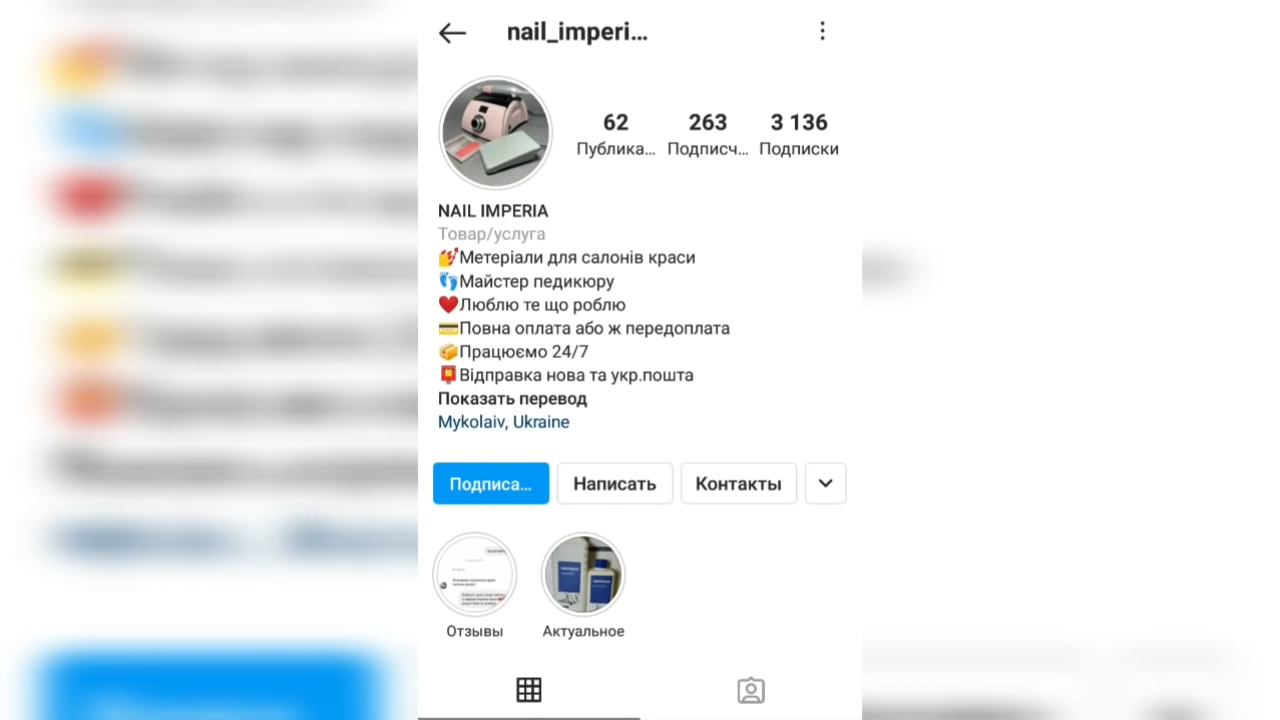 nail_imperi...
62 263 3 136
Публика... Подписч... Подписки
NAIL IMPERIA
Товар/услуга
💅Метеріали для салонів краси
👣Майстер педикюру
❤️Люблю те що роблю
💳Повна оплата або ж передоплата
📦Працюємо 24/7
📮Відправка нова та укр.пошта
Показать перевод
Mykolaiv, Ukraine
Подписа... Написать Контакты
Отзывы Актуальное